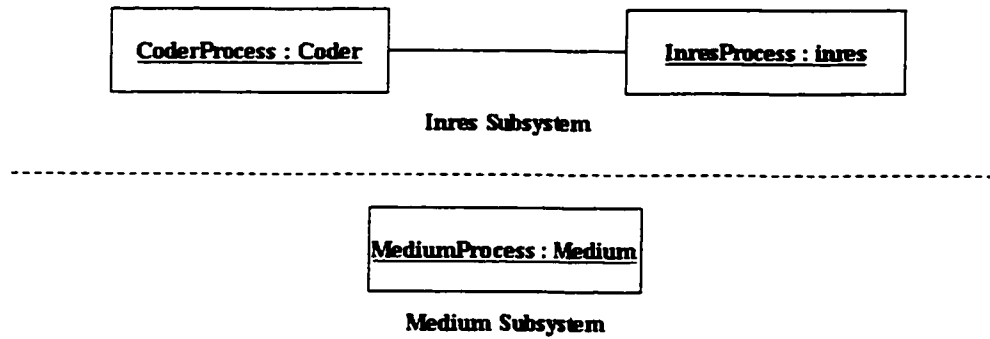 CoderProcess : Coder
InresProcess : inres
Inres Subsystem
MediumProcess : Medium
Medium Subsystem